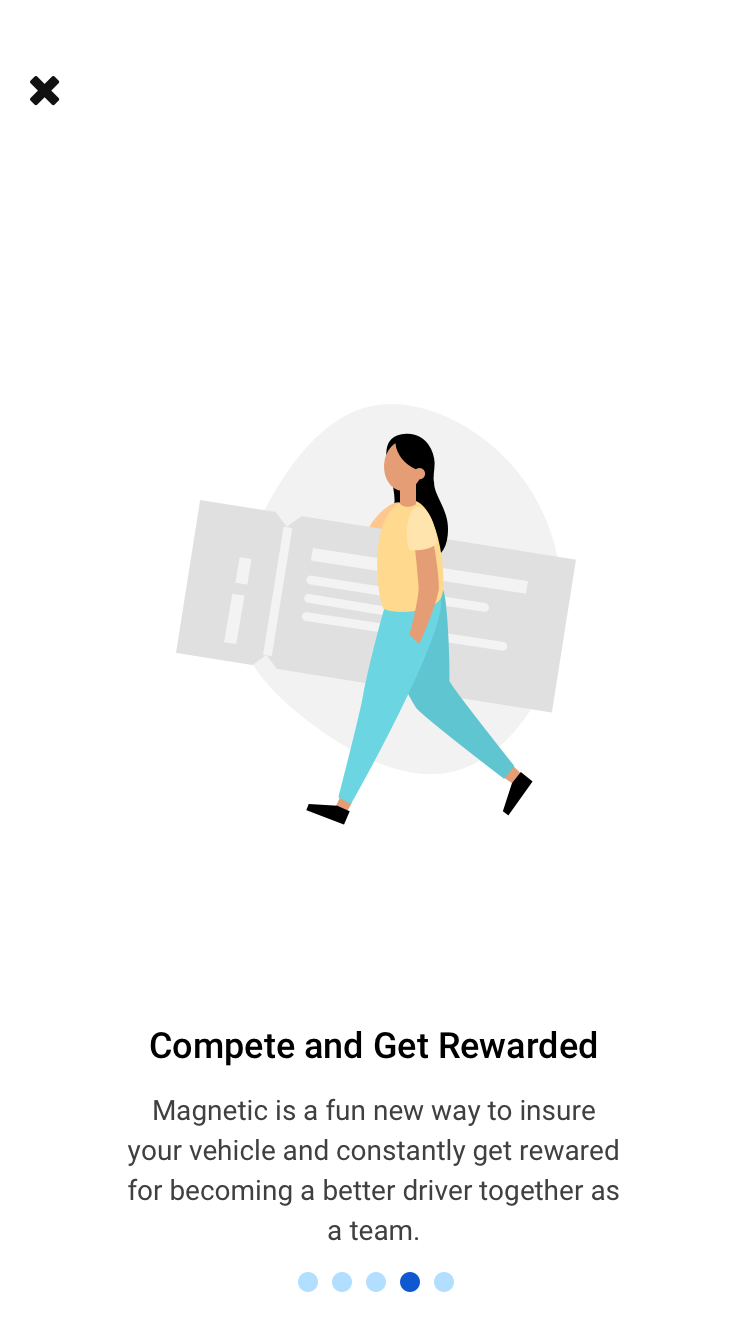 Compete and Get Rewarded
Magnetic is a fun new way to insure
your vehicle and constantly get rewared
for becoming a better driver together as
a team.